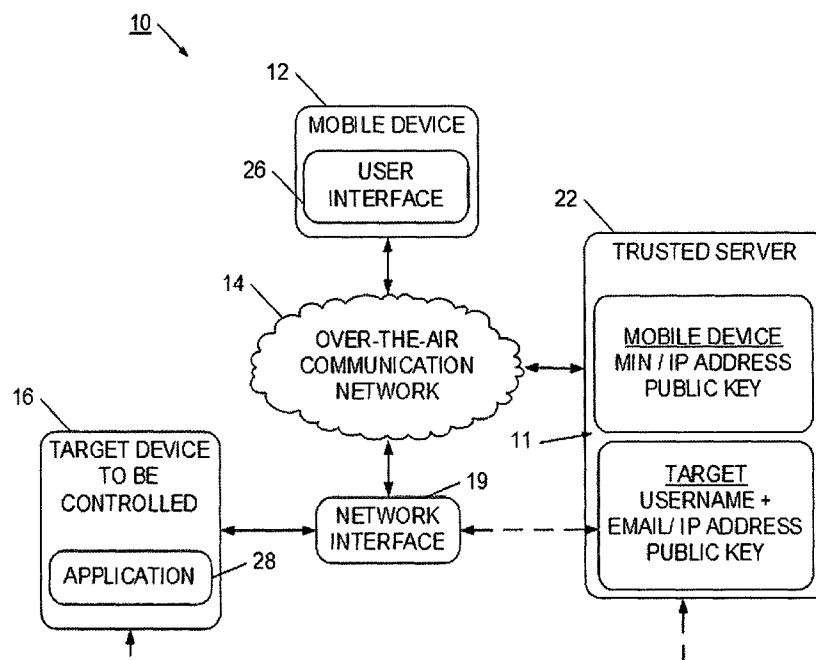 10
12
MOBILE DEVICE
26
USER
INTERFACE
22
TRUSTED SERVER
14
OVER-THE-AIR
COMMUNICATION
NETWORK
MOBILE DEVICE
MIN / IP ADDRESS
PUBLIC KEY
16
TARGET DEVICE
TO BE
CONTROLLED
11
19
NETWORK
INTERFACE
TARGET
USERNAME +
EMAIL/ IP ADDRESS
PUBLIC KEY
APPLICATION
28